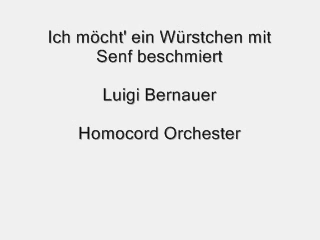 Ich möcht' ein Würstchen mit
Senf beschmiert
Luigi Bernauer
Homocord Orchester